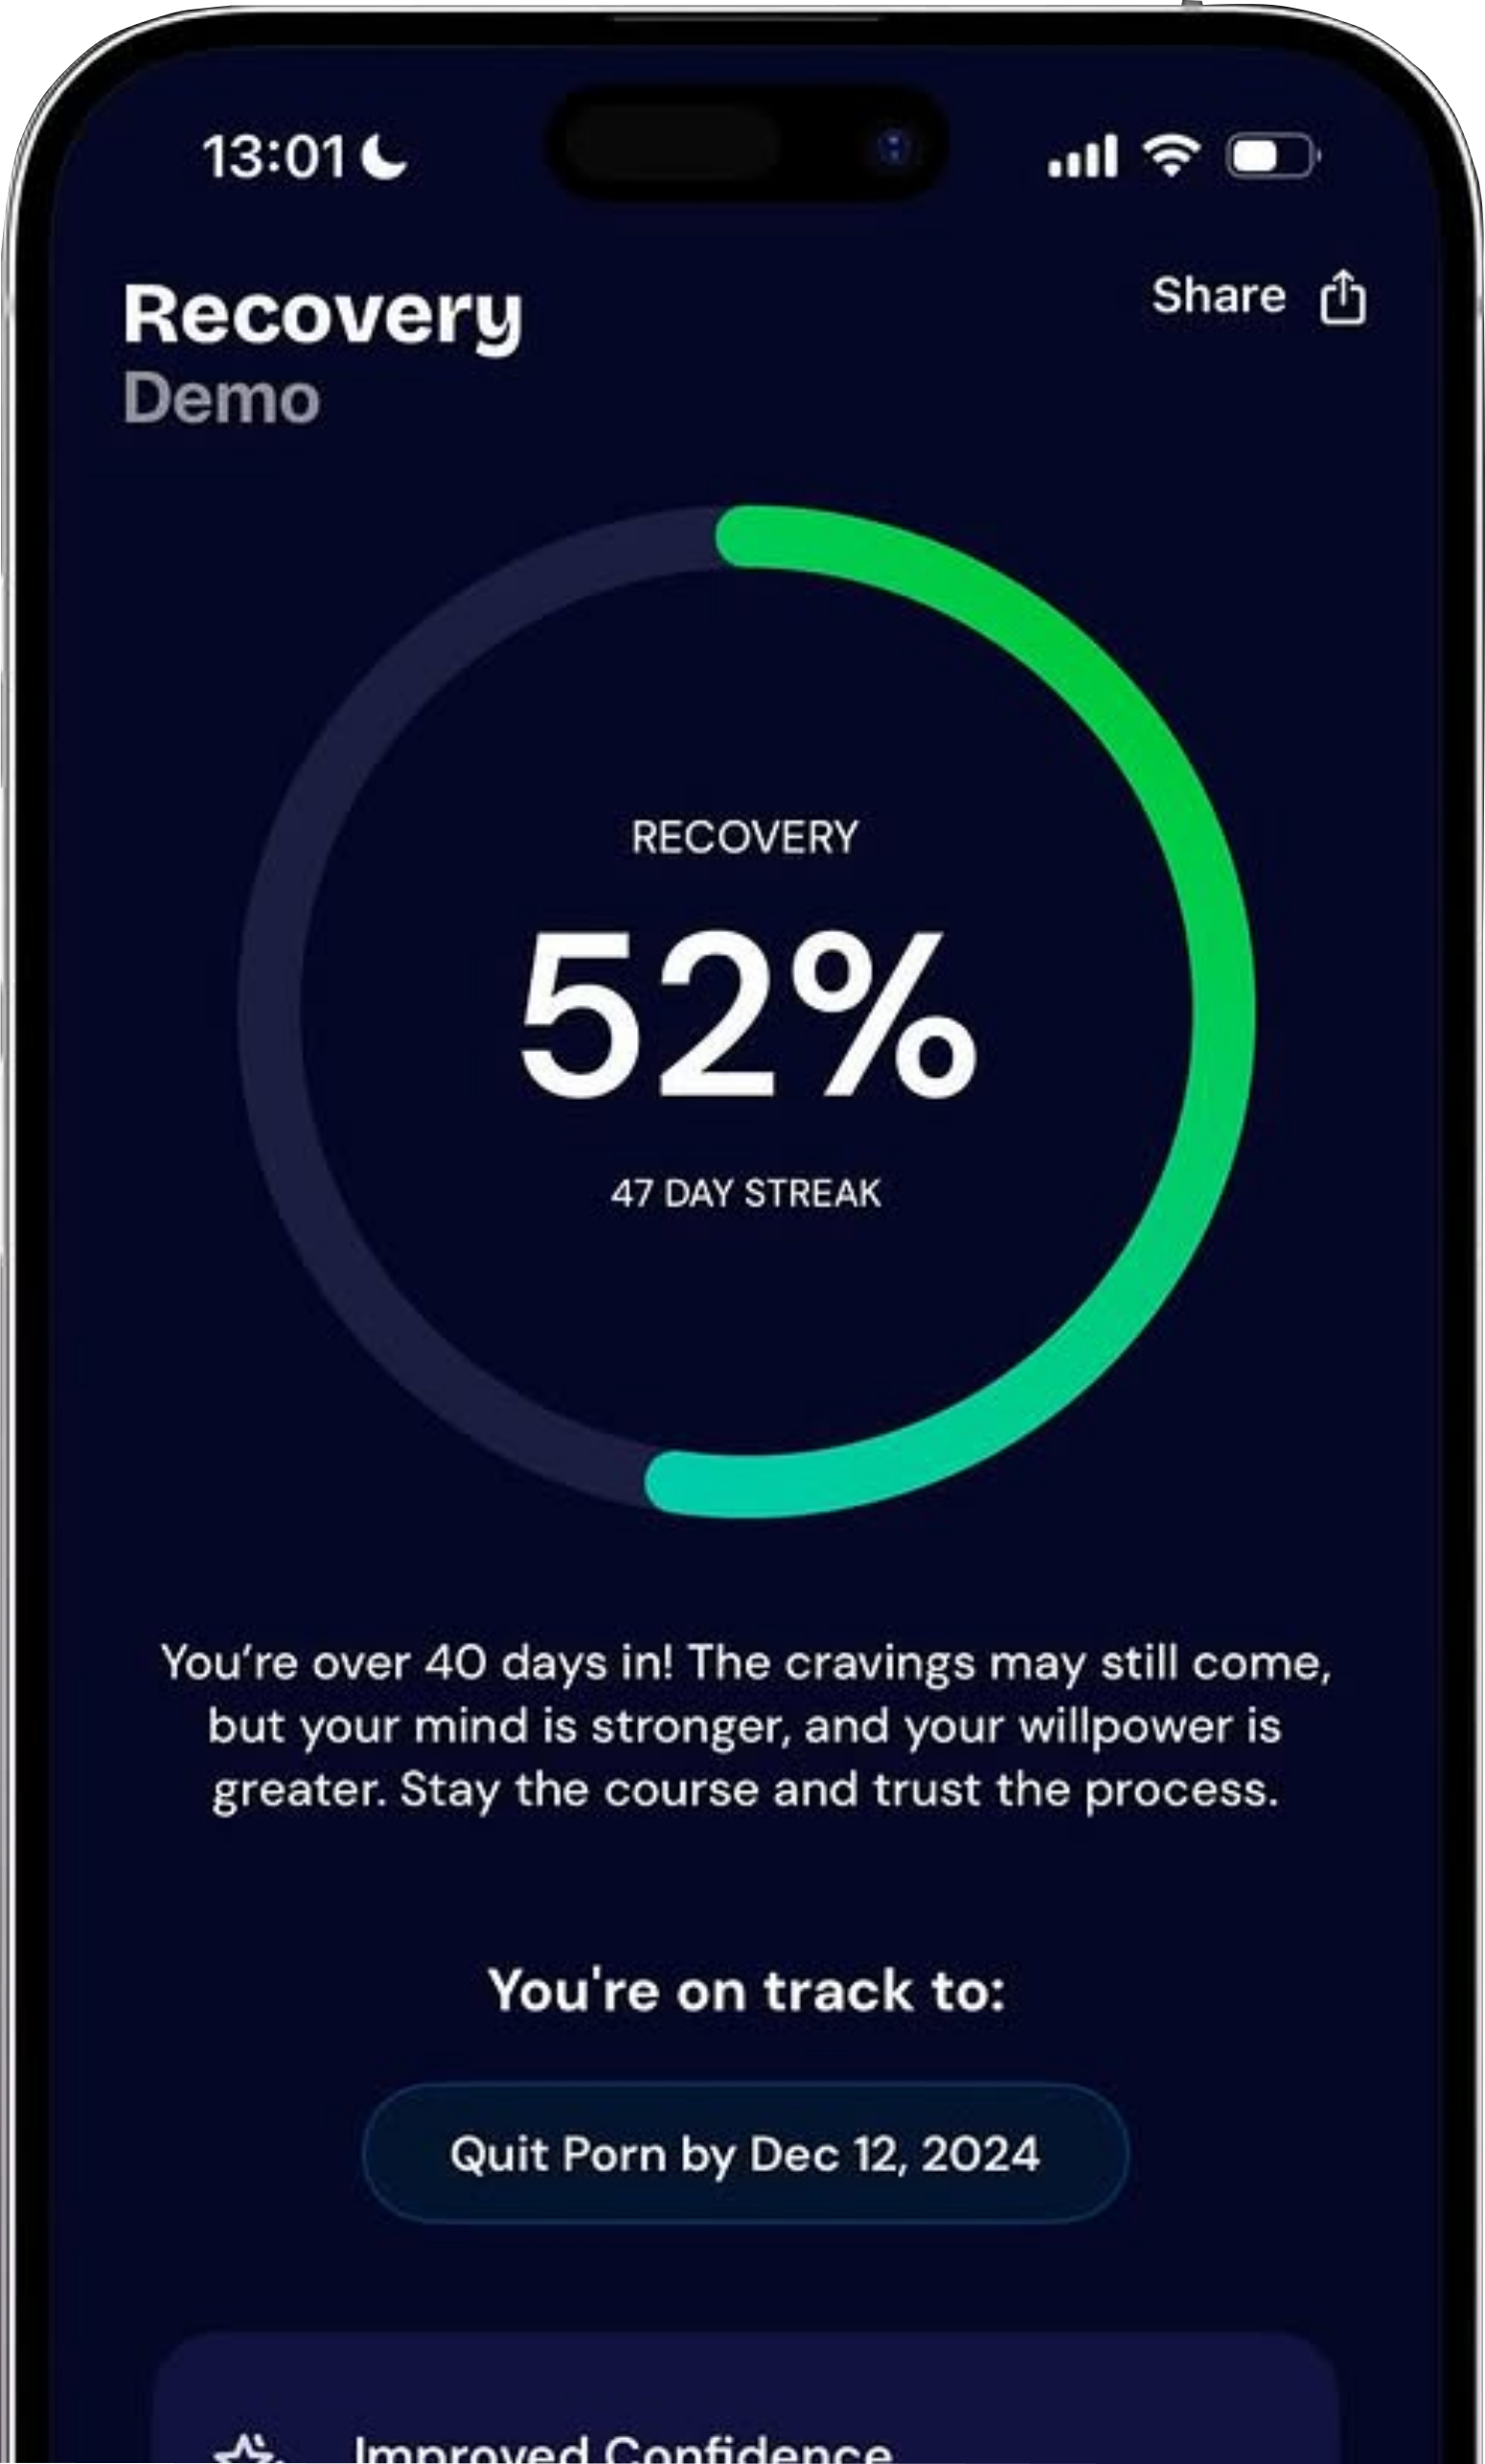 13:01
Share
Recovery
Demo
RECOVERY
52%
47 DAY STREAK
You’re over 40 days in! The cravings may still come,
but your mind is stronger, and your willpower is
greater. Stay the course and trust the process.
You're on track to:
Quit Porn by Dec 12, 2024
Improved Confidence